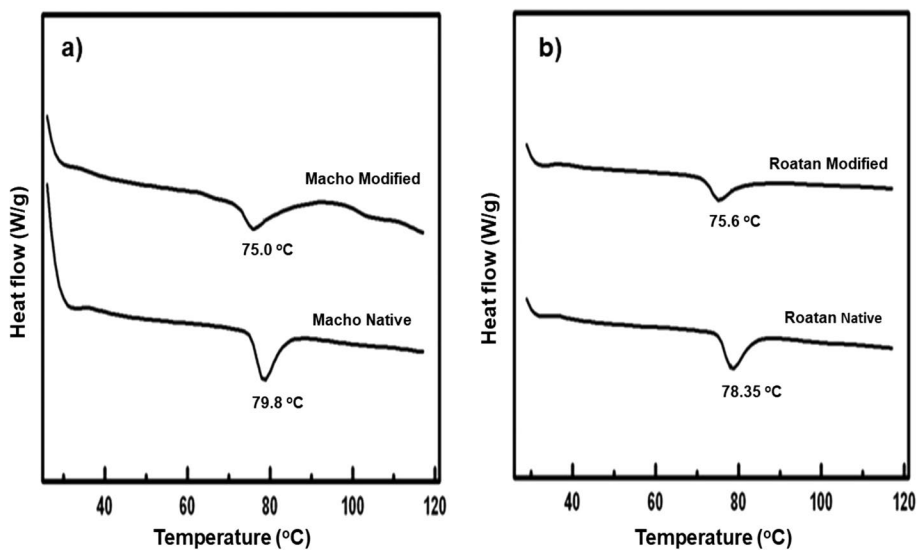 a)
Macho Modified
75.0 °C
Macho Native
79.8 °C
Heat flow (W/g)
40 60 80 100 120
Temperature (°C)
b)
Roatan Modified
75.6 °C
Roatan Native
78.35 °C
Heat flow (W/g)
40 60 80 100 120
Temperature (°C)